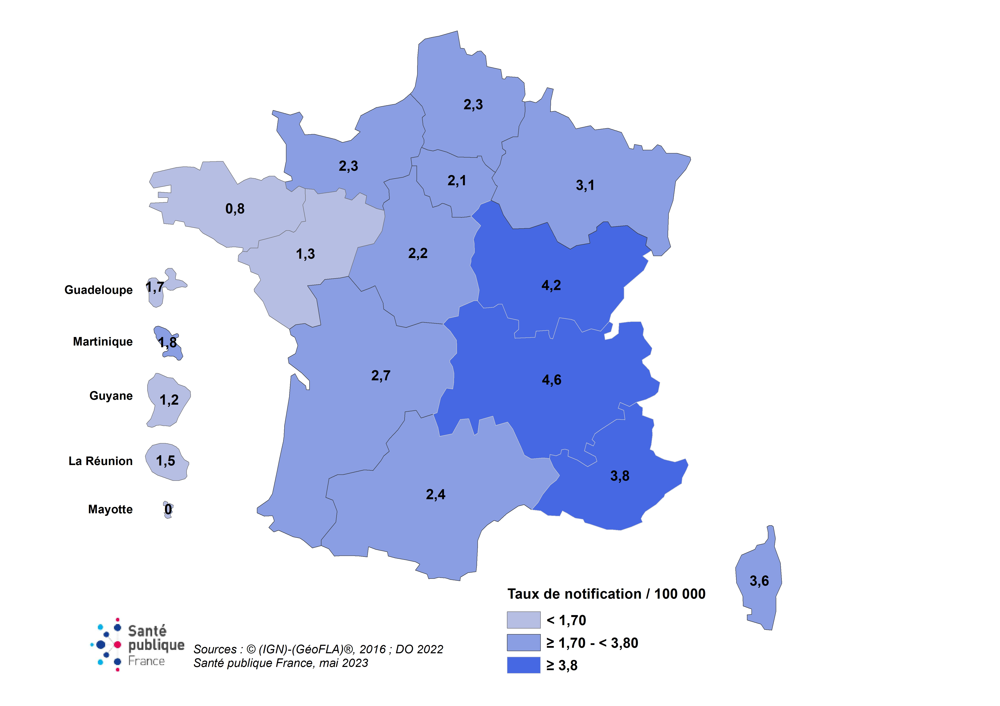 2,3
2,3
2,1
3,1
0,8
1,3
2,2
4,2
Guadeloupe 1,7
Martinique 1,8
2,7
4,6
Guyane 1,2
La Réunion 1,5
3,8
2,4
Mayotte 0
3,6
Taux de notification / 100 000
< 1,70
≥ 1,70 - < 3,80
≥ 3,8
Santé
publique
France
Sources : © (IGN)-(GéoFLA)®, 2016 ; DO 2022
Santé publique France, mai 2023